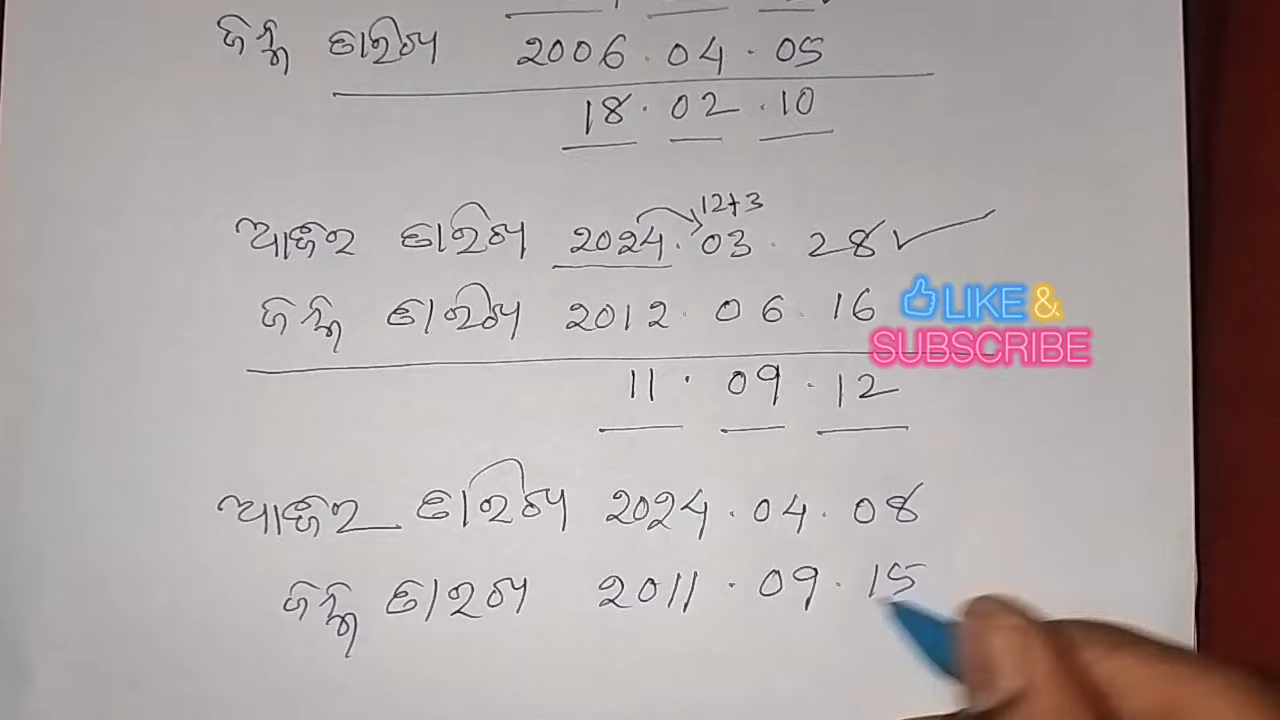 ଜନ୍ମ ତାରିଖ 2006.04.05
18.02.10
12+3
ଆଜିର ତାରିଖ 2024.03.28 ✓
ଜନ୍ମ ତାରିଖ 2012.06.16
LIKE &
SUBSCRIBE
11.09.12
ଆଜିର ତାରିଖ 2024.04.08
ଜନ୍ମ ତାରିଖ 2011.09.15